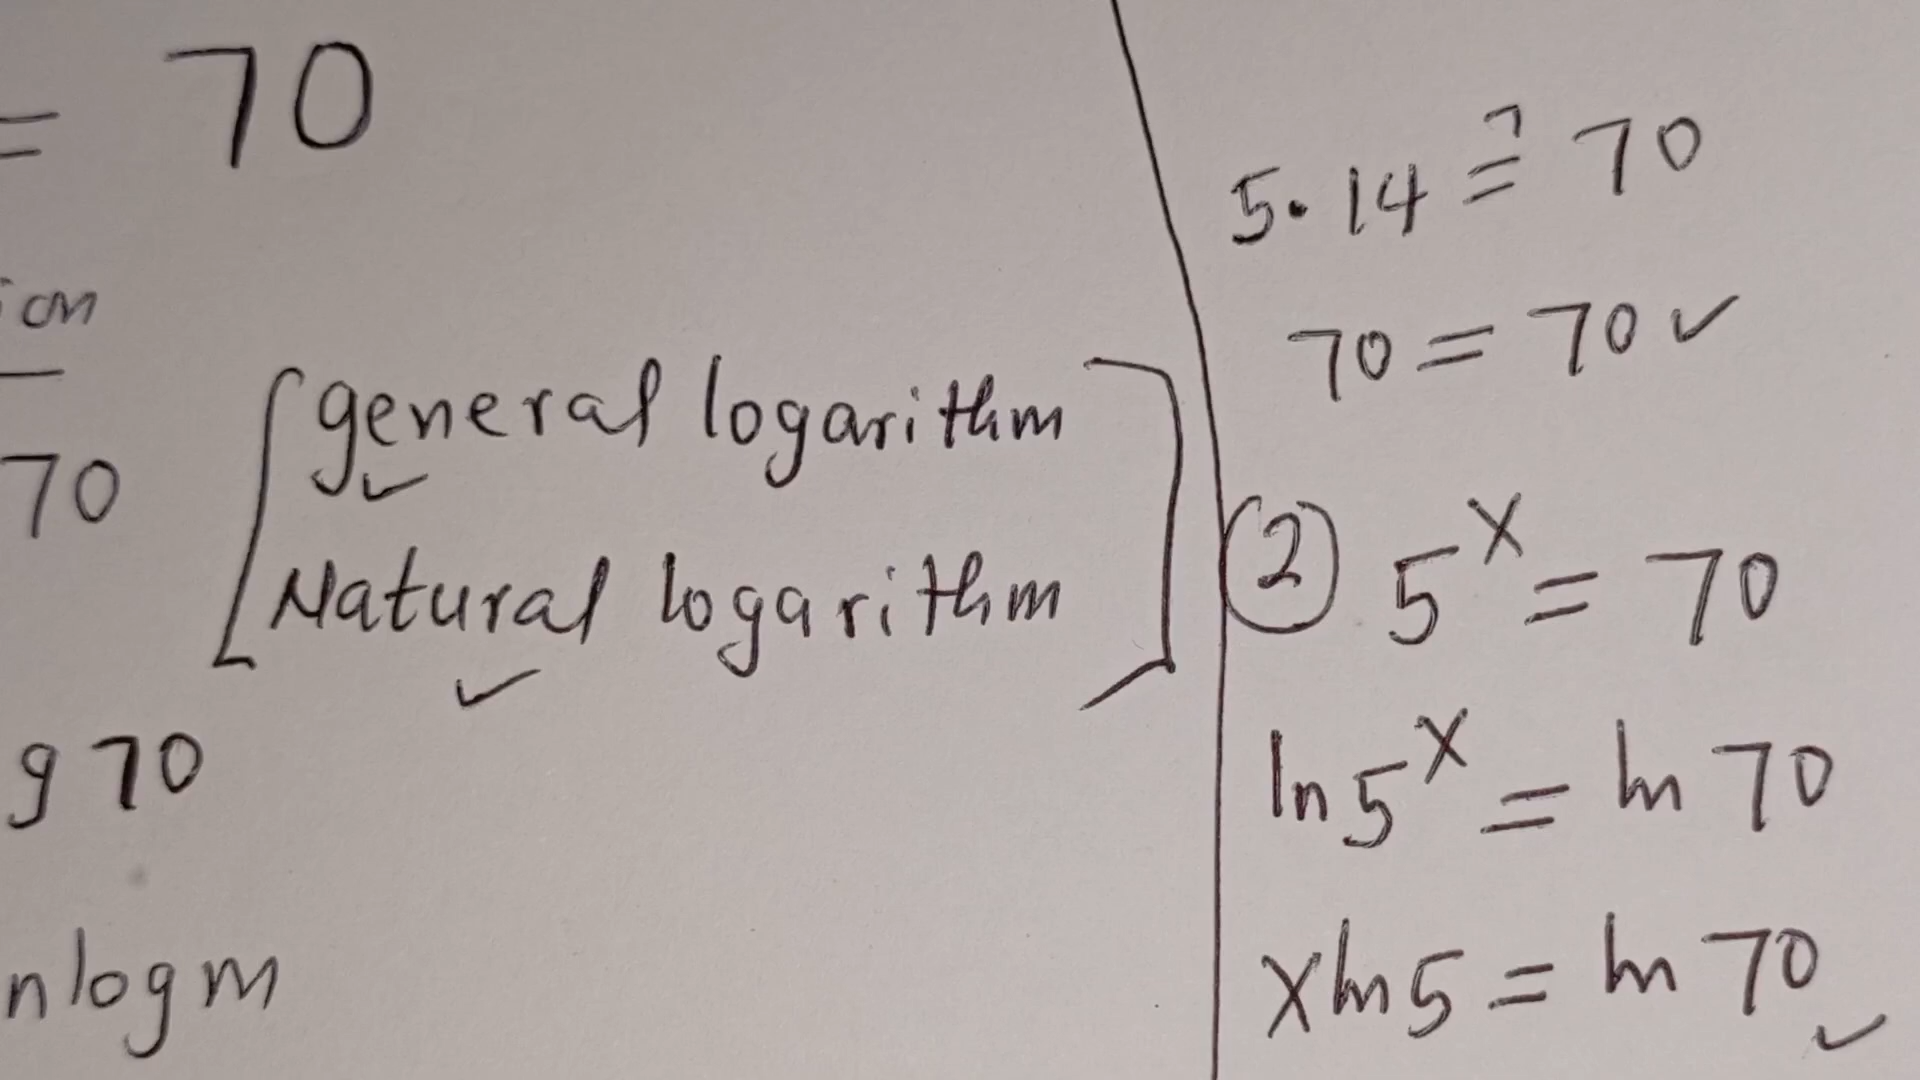 = 70
ion
70
general logarithm
Natural logarithm
g 70
nlogm
5·14 ≟ 70
70 = 70 ✓
② 5^x = 70
ln 5^x = ln 70
x ln 5 = ln 70